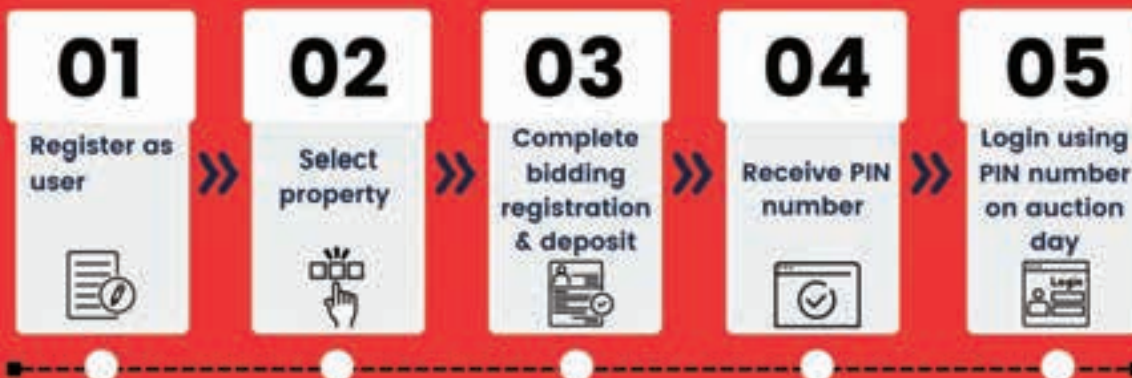 01
Register as
user
02
Select
property
03
Complete
bidding
registration
& deposit
04
Receive PIN
number
05
Login using
PIN number
on auction
day
Login